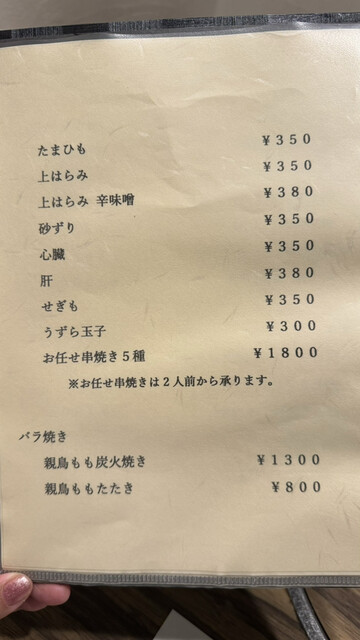 たまひも ¥350
上はらみ ¥350
上はらみ 辛味噌 ¥380
砂ずり ¥350
心臓 ¥350
肝 ¥380
せぎも ¥350
うずら玉子 ¥300
お任せ串焼き5種 ¥1800
※お任せ串焼きは2人前から承ります。
バラ焼き
親鳥もも炭火焼き ¥1300
親鳥ももたたき ¥800